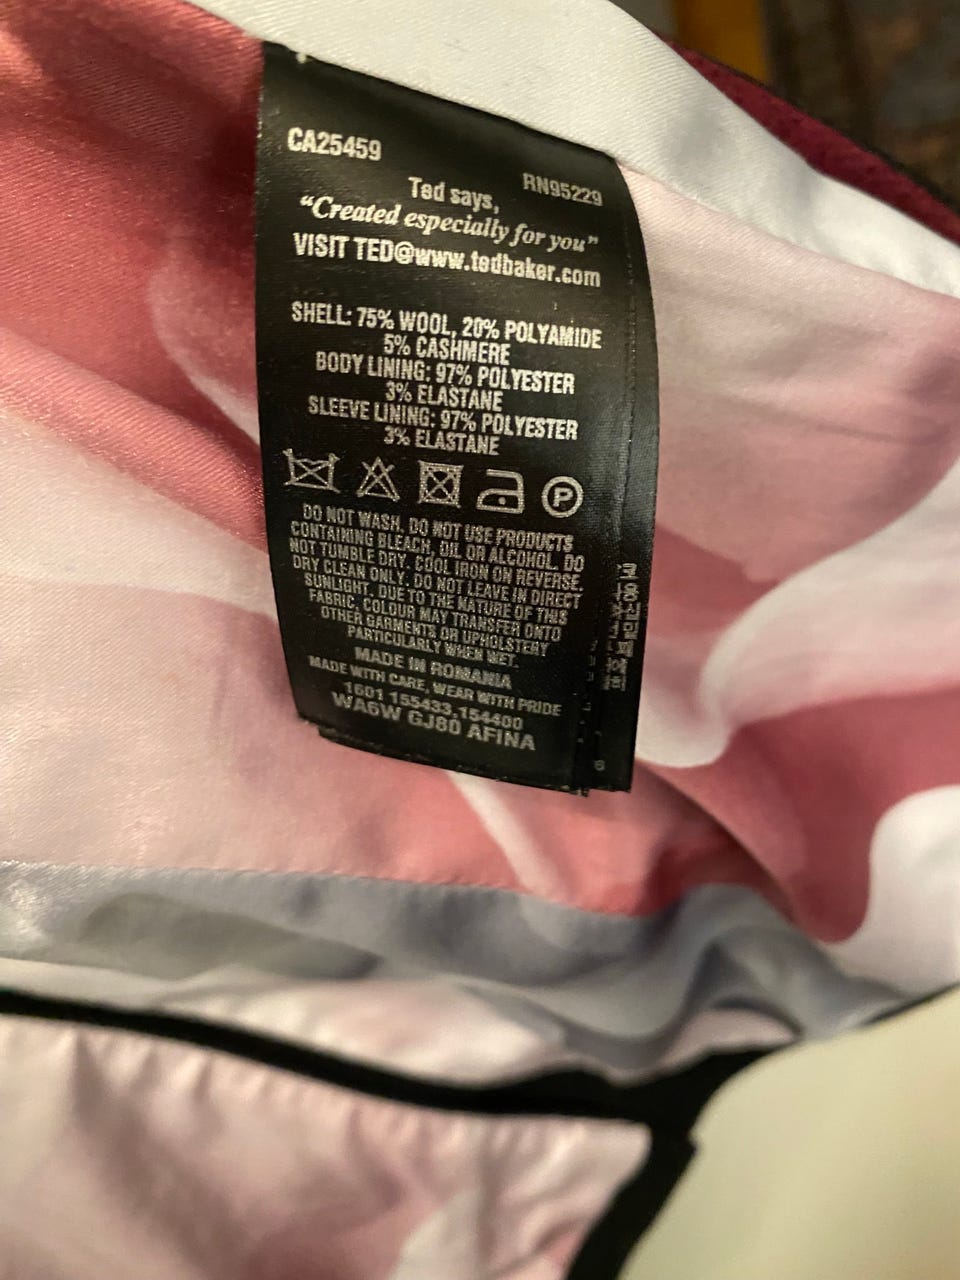 CA25459
RN95229
Ted says,
“Created especially for you”
VISIT TED@www.tedbaker.com
SHELL: 75% WOOL, 20% POLYAMIDE
5% CASHMERE
BODY LINING: 97% POLYESTER
3% ELASTANE
SLEEVE LINING: 97% POLYESTER
3% ELASTANE
P
DO NOT WASH, DO NOT USE PRODUCTS
CONTAINING BLEACH, OIL OR ALCOHOL. DO
NOT TUMBLE DRY. COOL IRON ON REVERSE.
DRY CLEAN ONLY. DO NOT LEAVE IN DIRECT
SUNLIGHT. DUE TO THE NATURE OF THIS
FABRIC, COLOUR MAY TRANSFER ONTO
OTHER GARMENTS OR UPHOLSTERY
PARTICULARLY WHEN WET.
MADE IN ROMANIA
MADE WITH CARE, WEAR WITH PRIDE
1601 155433,154400
WA6W GJ80 AFINA